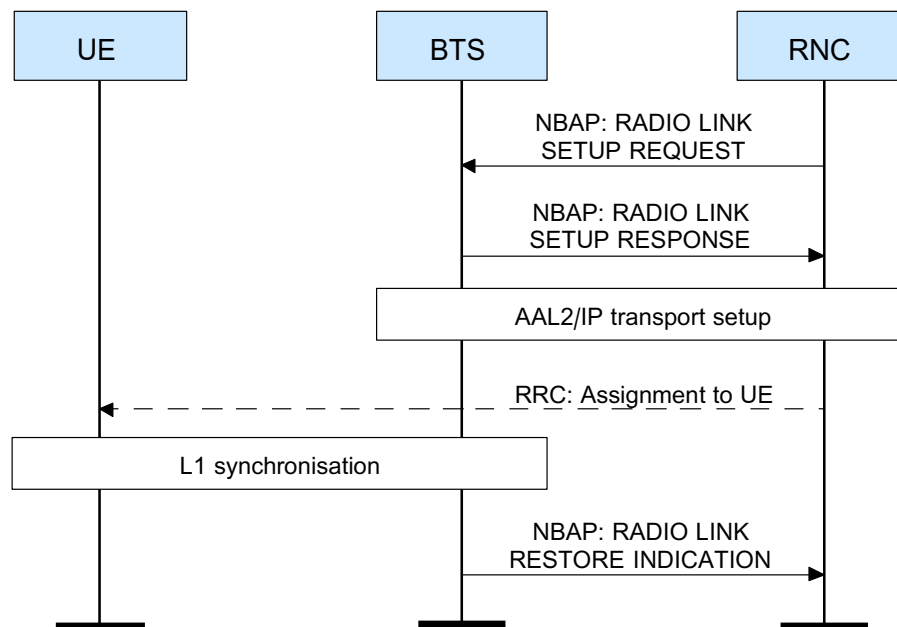 UE
BTS
RNC
NBAP: RADIO LINK
SETUP REQUEST
NBAP: RADIO LINK
SETUP RESPONSE
AAL2/IP transport setup
RRC: Assignment to UE
L1 synchronisation
NBAP: RADIO LINK
RESTORE INDICATION